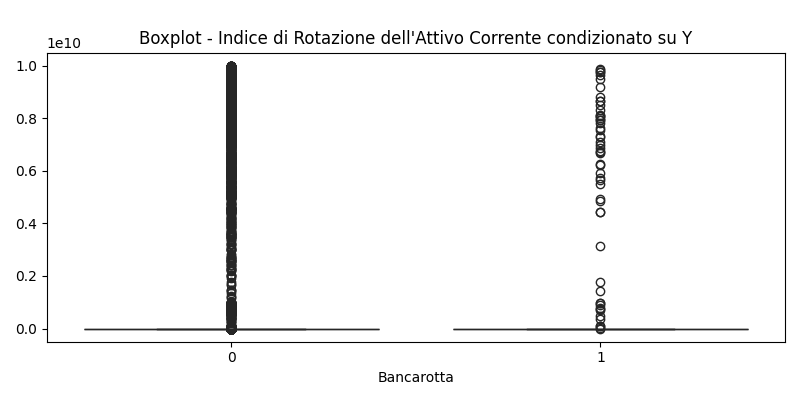 Boxplot - Indice di Rotazione dell'Attivo Corrente condizionato su Y
1e10
1.0
0.8
0.6
0.4
0.2
0.0
0 1
Bancarotta